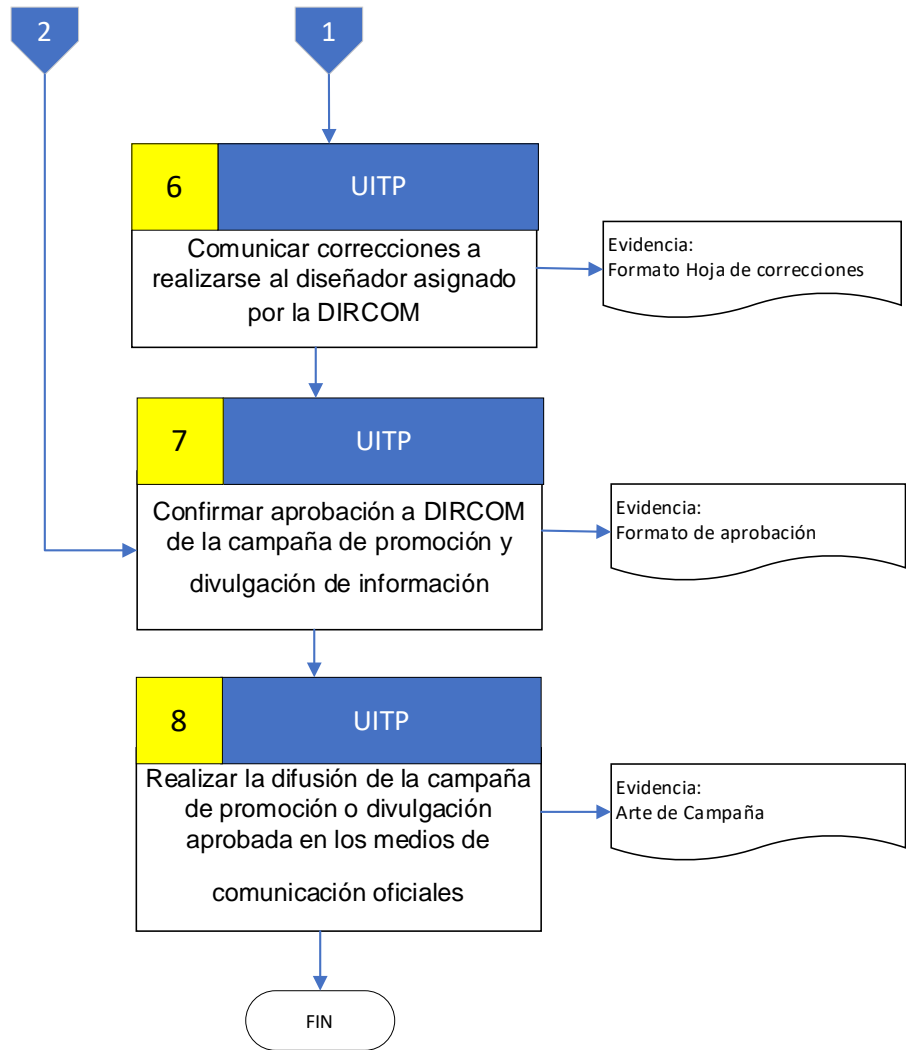 2
1
6
UITP
Comunicar correcciones a
realizarse al diseñador asignado
por la DIRCOM
Evidencia:
Formato Hoja de correcciones
7
UITP
Confirmar aprobación a DIRCOM
de la campaña de promoción y
divulgación de información
Evidencia:
Formato de aprobación
8
UITP
Realizar la difusión de la campaña
de promoción o divulgación
aprobada en los medios de
comunicación oficiales
Evidencia:
Arte de Campaña
FIN